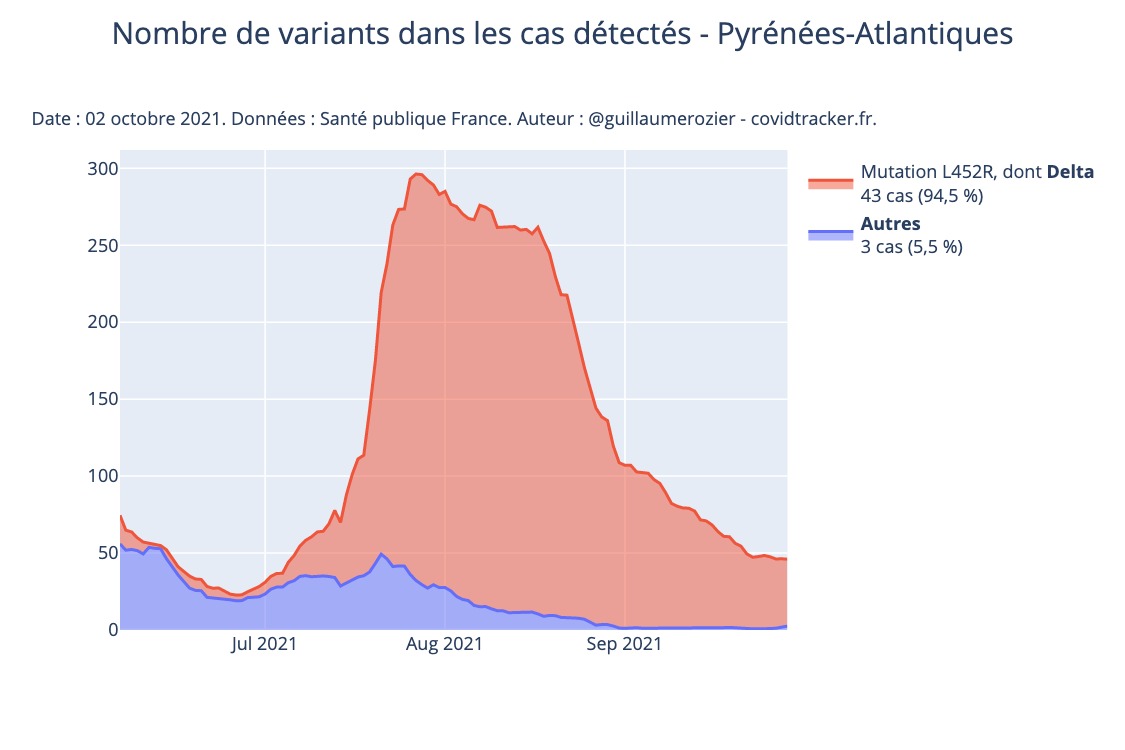 Nombre de variants dans les cas détectés - Pyrénées-Atlantiques
Date : 02 octobre 2021. Données : Santé publique France. Auteur : @guillaumerozier - covidtracker.fr.
300
250
200
150
100
50
0
Jul 2021
Aug 2021
Sep 2021
Mutation L452R, dont Delta
43 cas (94,5 %)
Autres
3 cas (5,5 %)